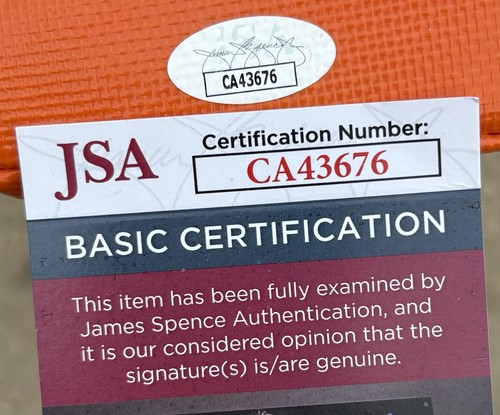 CA43676
JSA
Certification Number:
CA43676
BASIC CERTIFICATION
This item has been fully examined by
James Spence Authentication, and
it is our considered opinion that the
signature(s) is/are genuine.